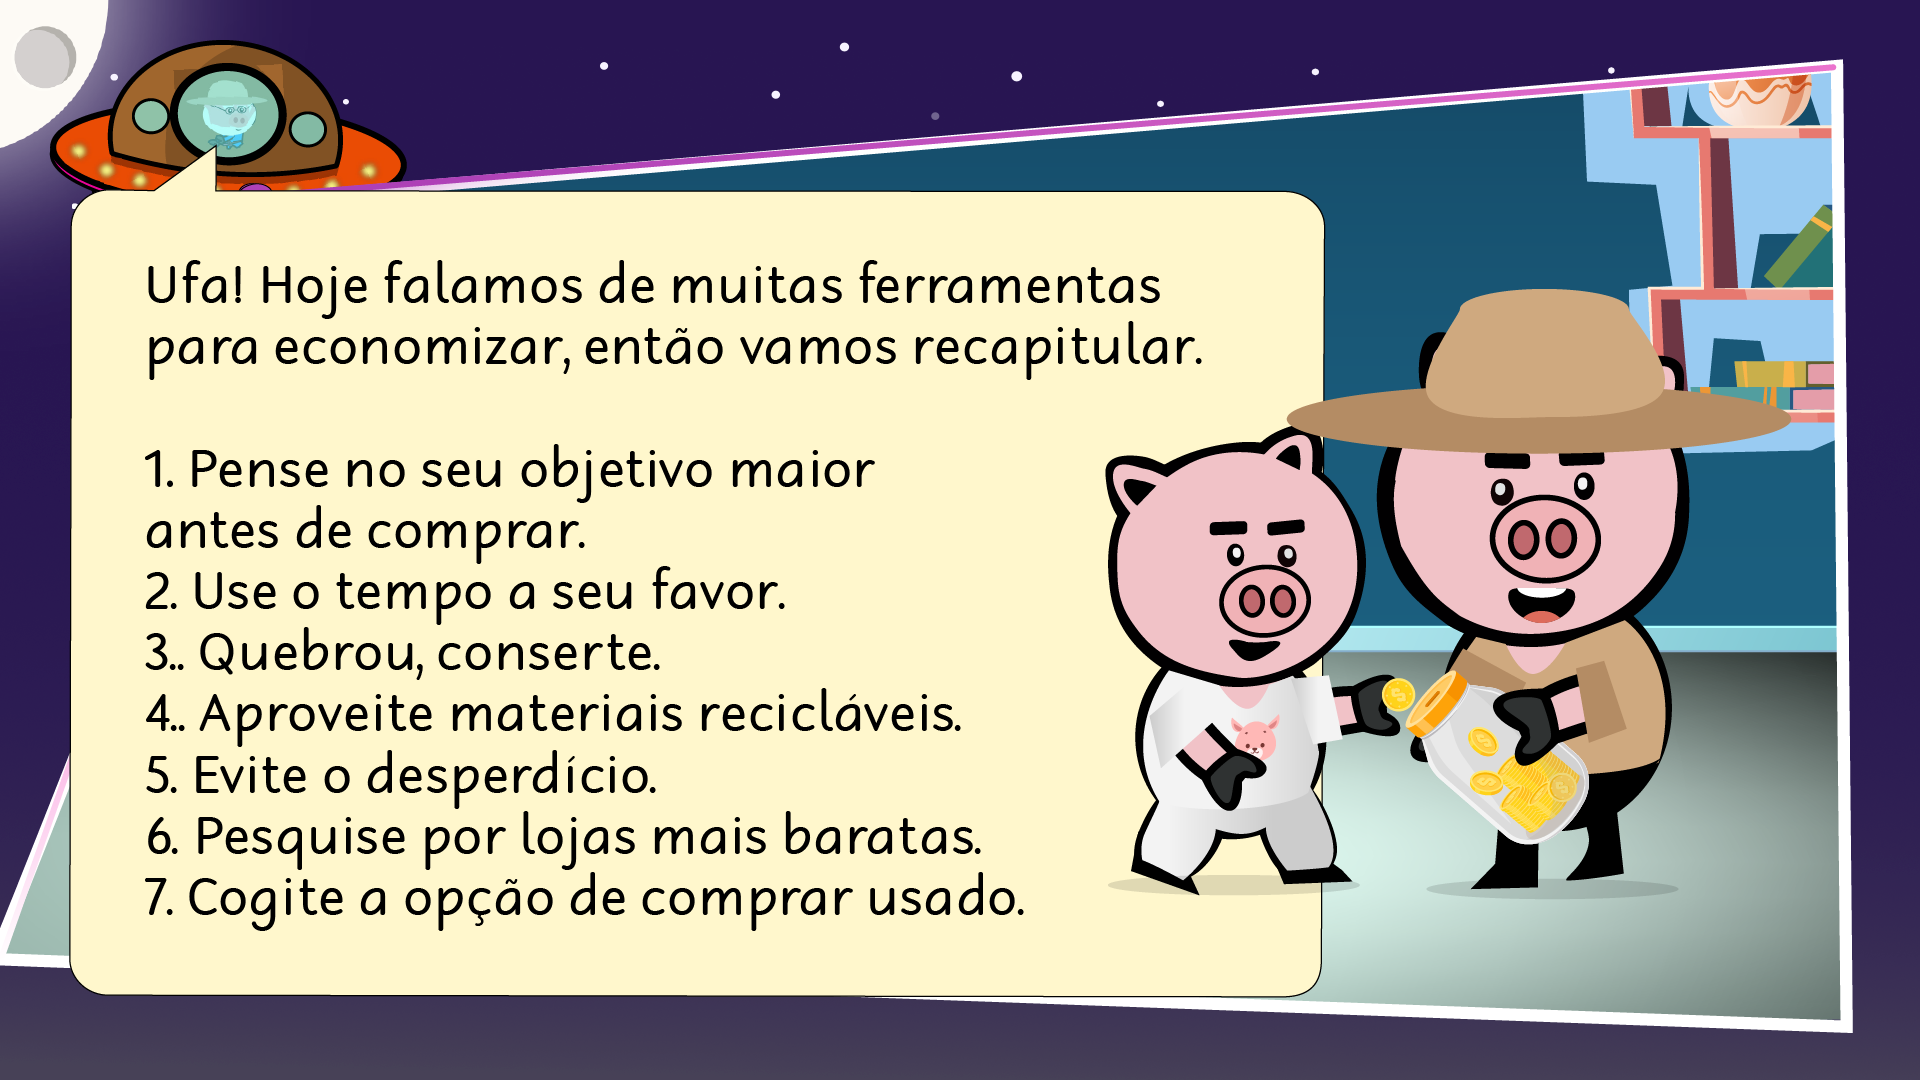 Ufa! Hoje falamos de muitas ferramentas
para economizar, então vamos recapitular.
1. Pense no seu objetivo maior
antes de comprar.
2. Use o tempo a seu favor.
3.. Quebrou, conserte.
4.. Aproveite materiais recicláveis.
5. Evite o desperdício.
6. Pesquise por lojas mais baratas.
7. Cogite a opção de comprar usado.